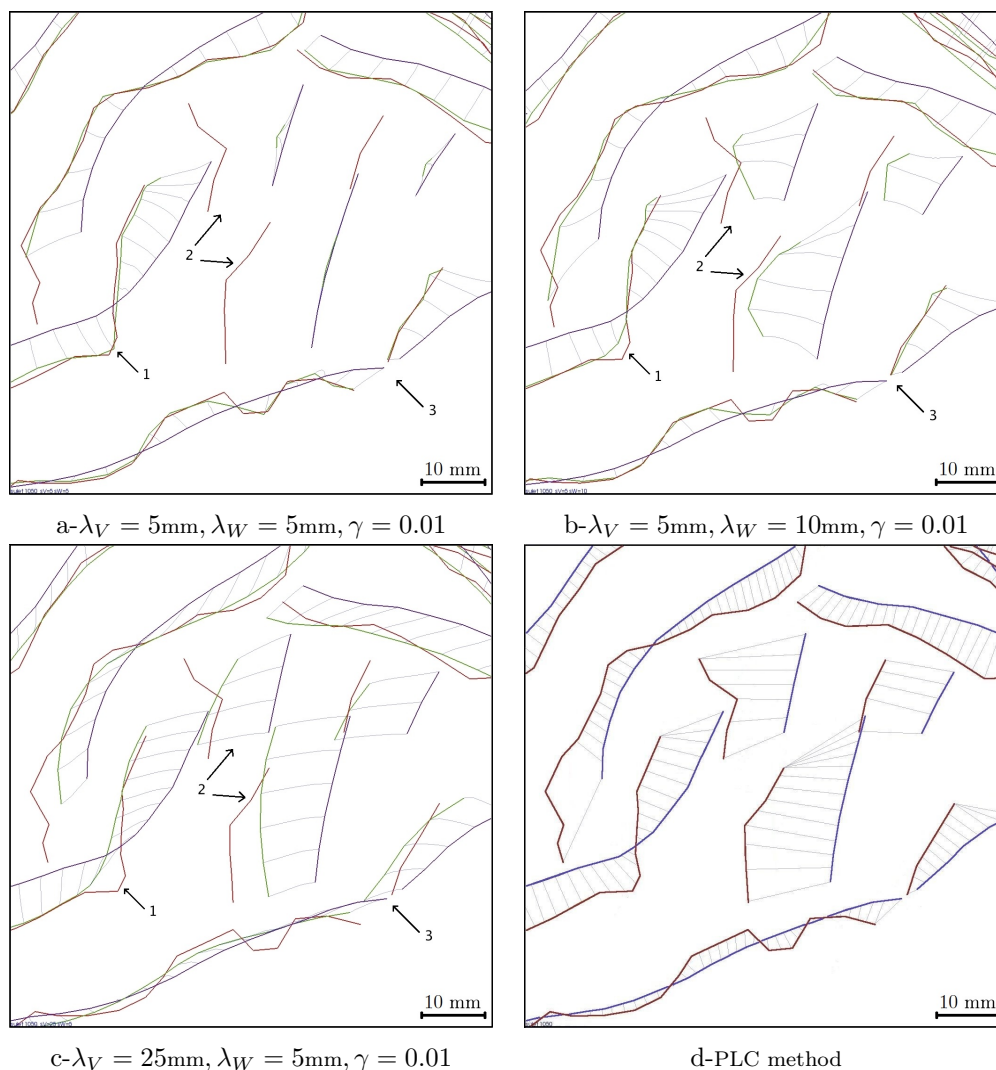 2
1
3
10 mm
2
1
3
10 mm
a-λ_V = 5mm, λ_W = 5mm, γ = 0.01
b-λ_V = 5mm, λ_W = 10mm, γ = 0.01
2
1
3
10 mm
10 mm
c-λ_V = 25mm, λ_W = 5mm, γ = 0.01
d-PLC method